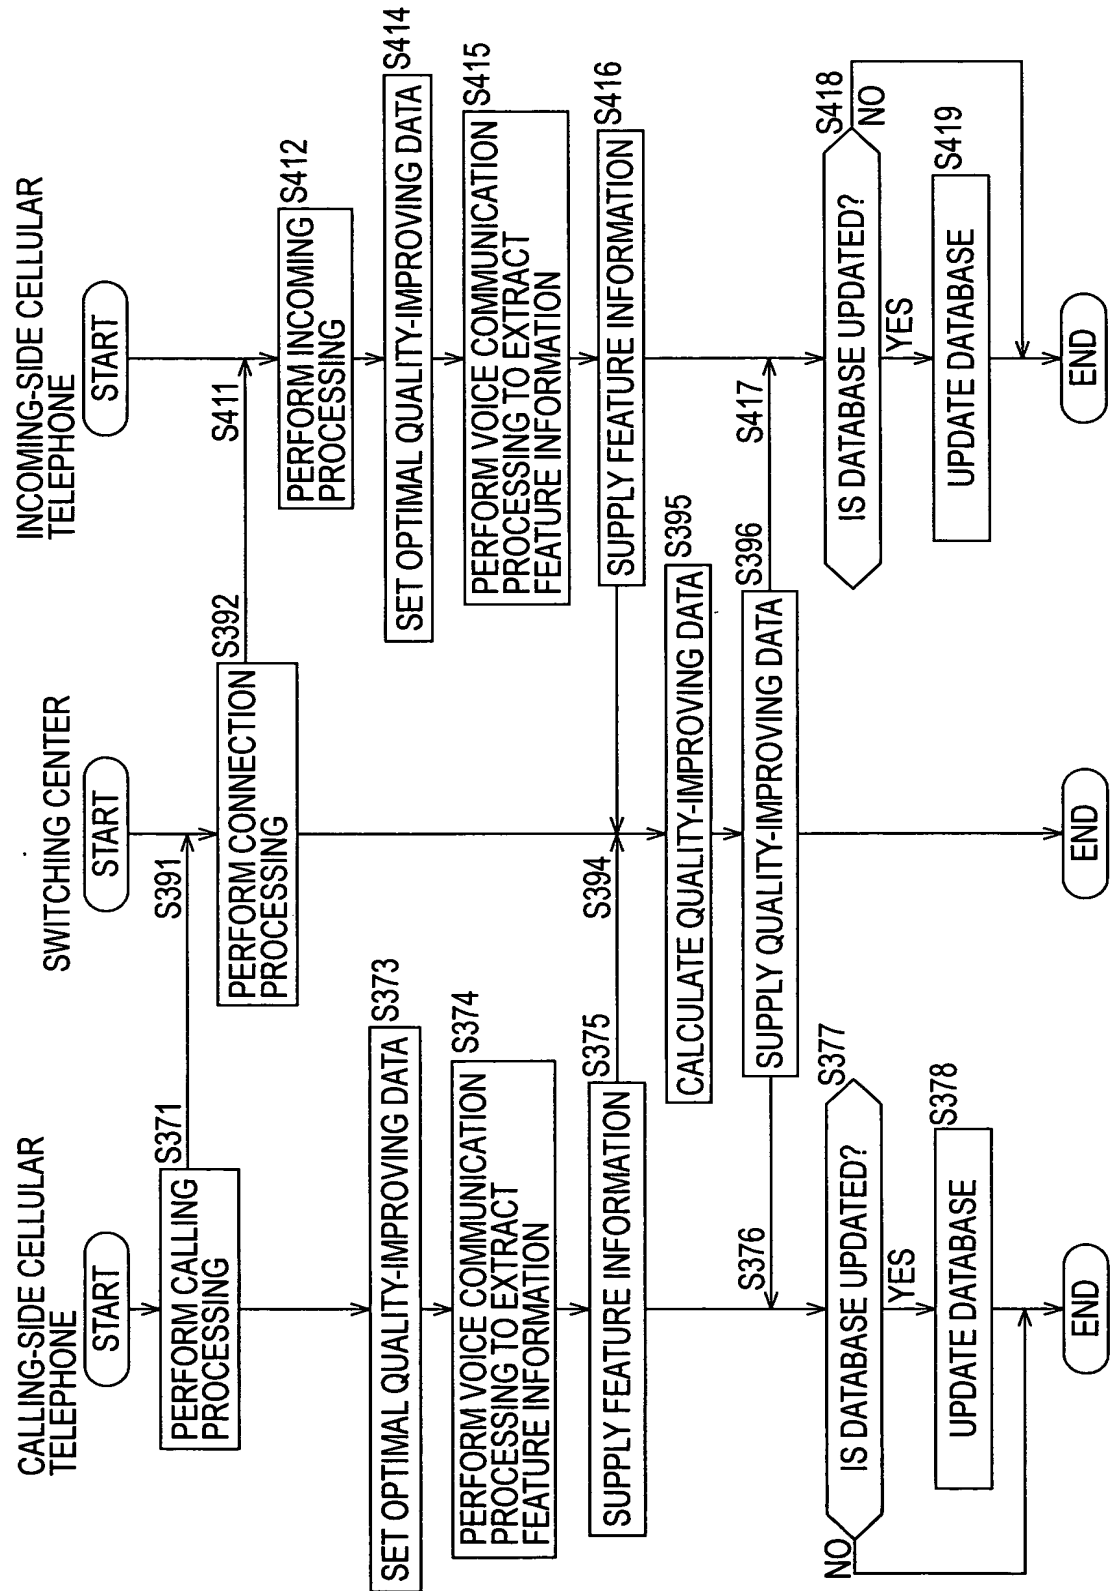 CALLING-SIDE CELLULAR
TELEPHONE
START
S371
PERFORM CALLING
PROCESSING
S373
SET OPTIMAL QUALITY-IMPROVING DATA
S374
PERFORM VOICE COMMUNICATION
PROCESSING TO EXTRACT
FEATURE INFORMATION
S375
SUPPLY FEATURE INFORMATION
S376
S377
IS DATABASE UPDATED?
NO
YES
S378
UPDATE DATABASE
END
SWITCHING CENTER
START
S391
S392
PERFORM CONNECTION
PROCESSING
S394
S395
CALCULATE QUALITY-IMPROVING DATA
S396
SUPPLY QUALITY-IMPROVING DATA
END
INCOMING-SIDE CELLULAR
TELEPHONE
START
S411
S412
PERFORM INCOMING
PROCESSING
S414
SET OPTIMAL QUALITY-IMPROVING DATA
S415
PERFORM VOICE COMMUNICATION
PROCESSING TO EXTRACT
FEATURE INFORMATION
S416
SUPPLY FEATURE INFORMATION
S417
S418
IS DATABASE UPDATED?
NO
YES
S419
UPDATE DATABASE
END